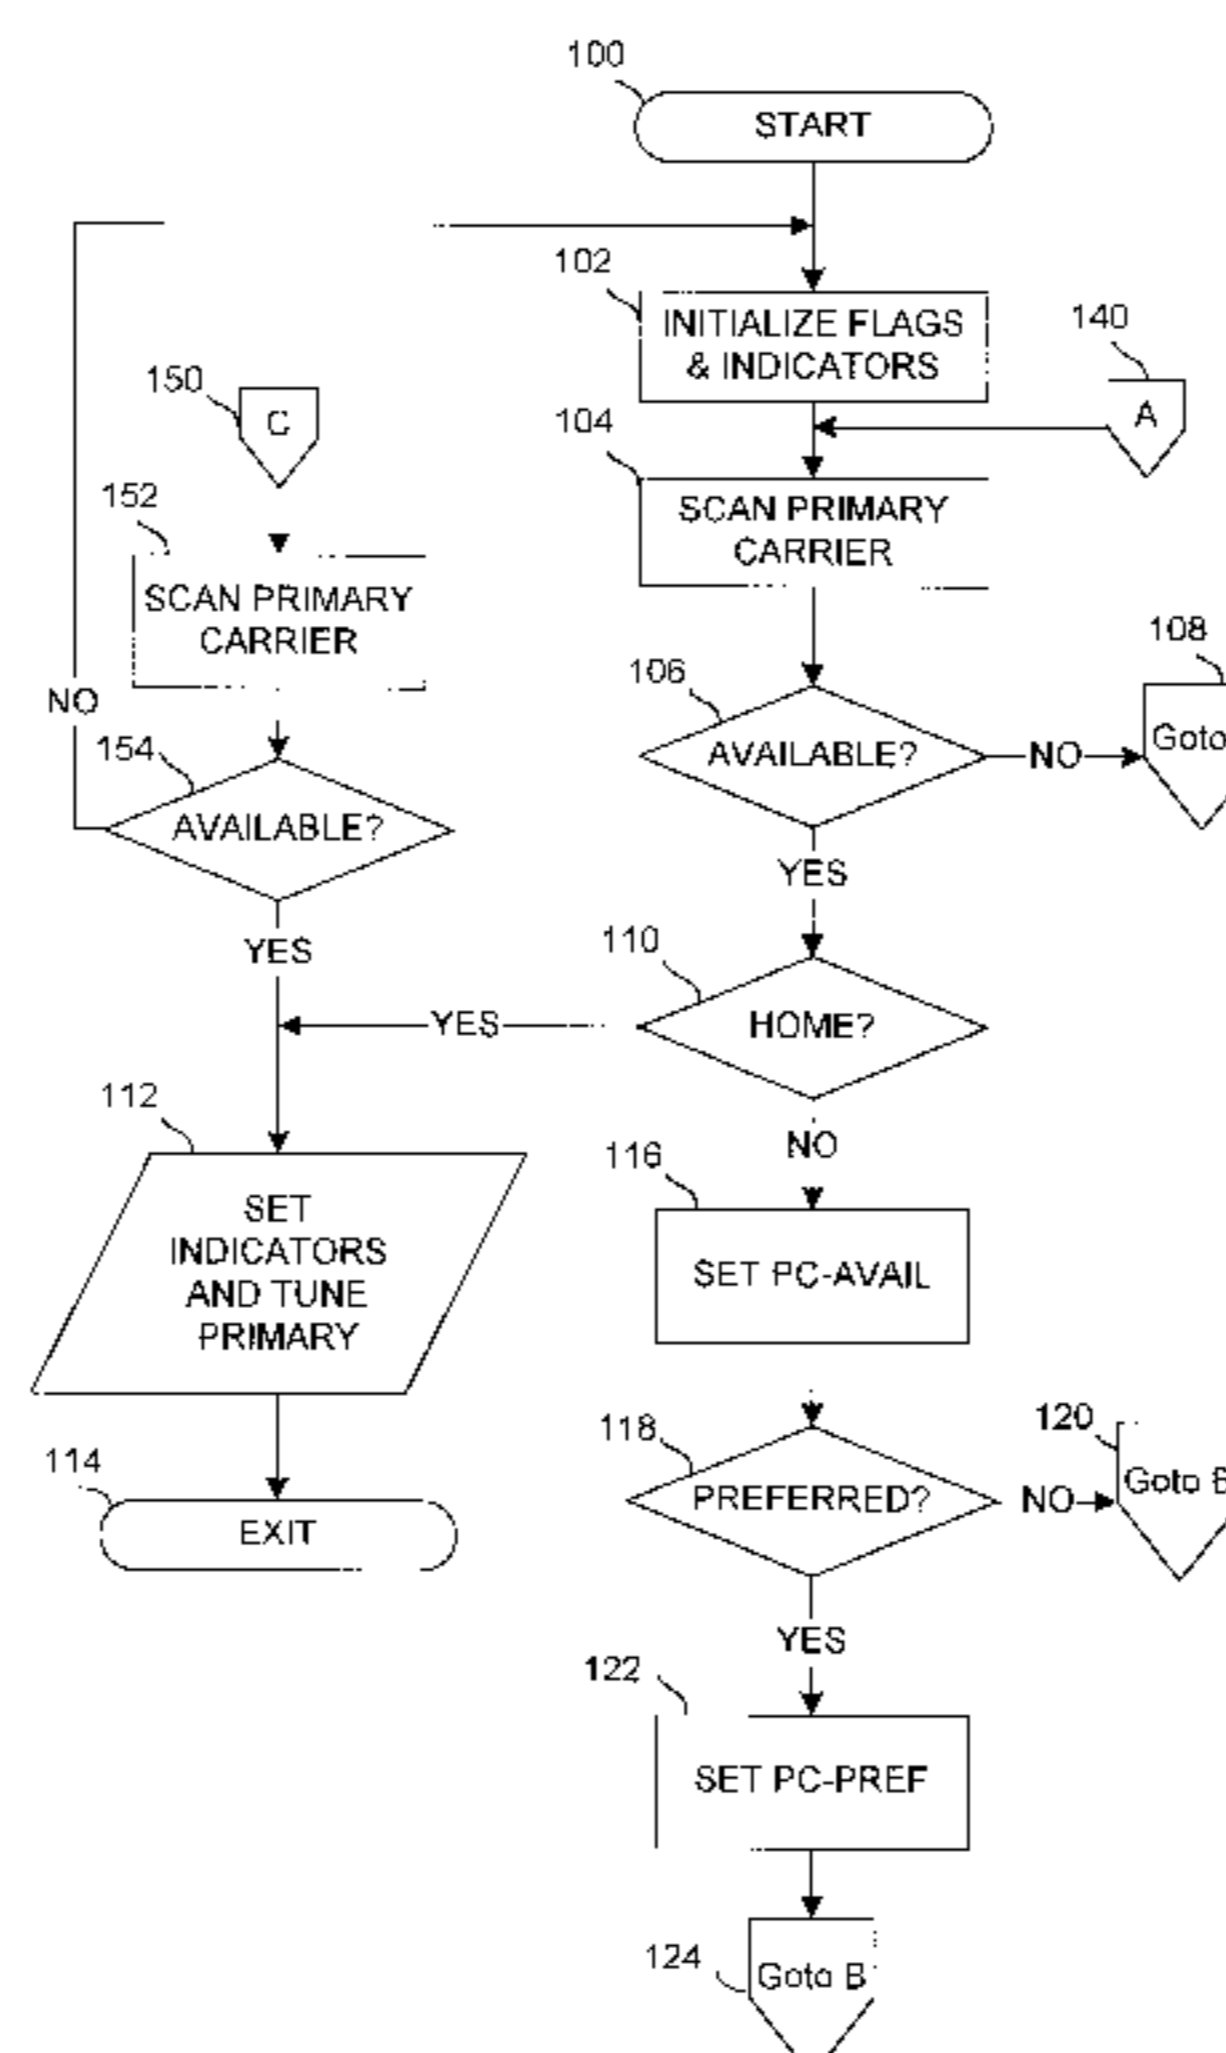 100
START
102
INITIALIZE FLAGS
& INDICATORS
140
A
150
C
104
SCAN PRIMARY
CARRIER
152
SCAN PRIMARY
CARRIER
108
Goto
106
AVAILABLE?
NO
NO
154
AVAILABLE?
YES
YES
110
HOME?
YES
112
SET
INDICATORS
AND TUNE
PRIMARY
NO
116
SET PC-AVAIL
114
EXIT
118
PREFERRED?
NO
120
Goto B
YES
122
SET PC-PREF
124
Goto B